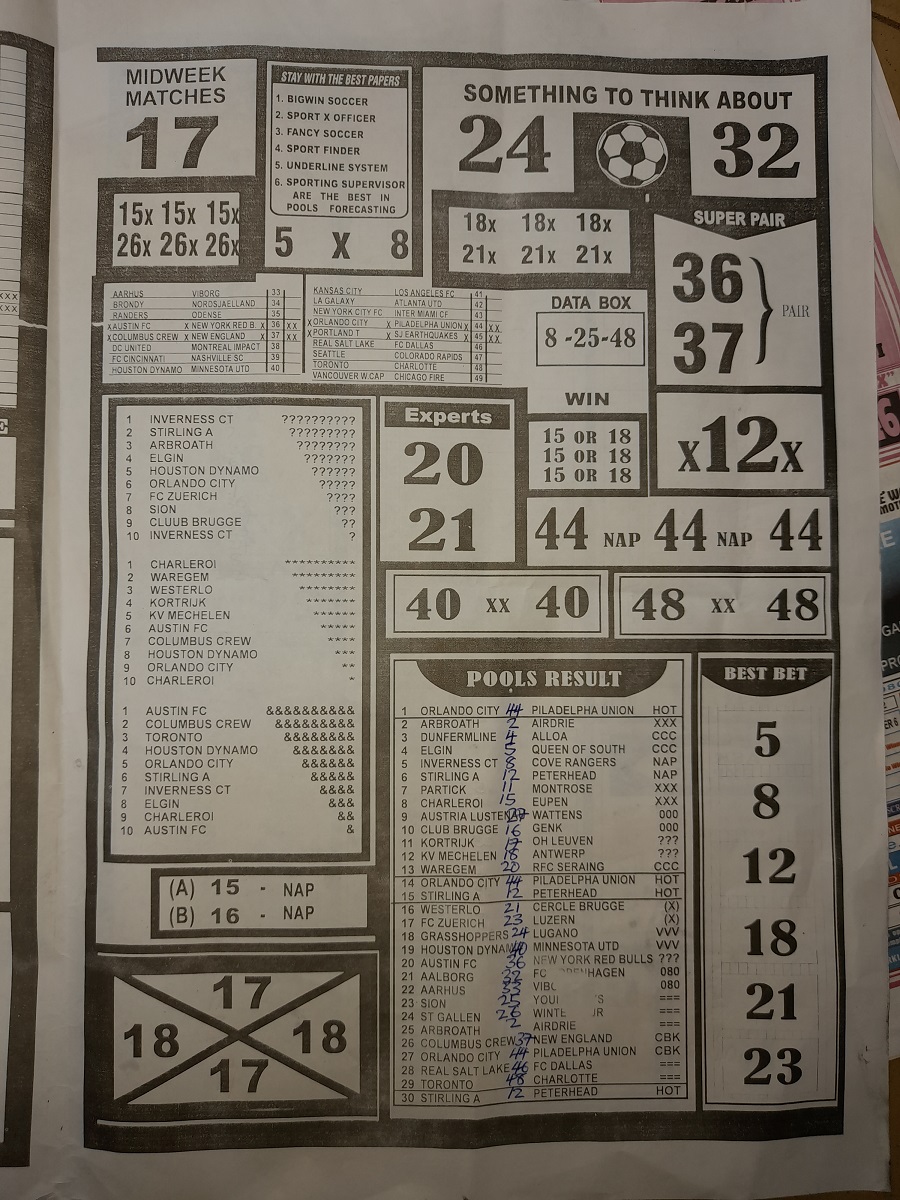 MIDWEEK
MATCHES
17
STAY WITH THE BEST PAPERS
1. BIGWIN SOCCER
2. SPORT X OFFICER
3. FANCY SOCCER
4. SPORT FINDER
5. UNDERLINE SYSTEM
6. SPORTING SUPERVISOR
ARE THE BEST IN
POOLS FORECASTING
5 X 8
SOMETHING TO THINK ABOUT
24 32
15x 15x 15x
26x 26x 26x
18x 18x 18x
21x 21x 21x
SUPER PAIR
36
37
PAIR
AARHUS VIBORG 33
BRONDY NORDSJAELLAND 34
RANDERS ODENSE 35
X AUSTIN FC X NEW YORK RED B. X 36 XX
X COLUMBUS CREW X NEW ENGLAND X 37 XX
DC UNITED MONTREAL IMPACT 38
FC CINCINNATI NASHVILLE SC 39
HOUSTON DYNAMO MINNESOTA UTD 40
KANSAS CITY LOS ANGELES FC 41
LA GALAXY ATLANTA UTD 42
NEW YORK CITY FC INTER MIAMI CF 43
X ORLANDO CITY X PILADELPHA UNION X 44 XX
X PORTLAND T X SJ EARTHQUAKES X 45 XX
REAL SALT LAKE FC DALLAS 46
SEATTLE COLORADO RAPIDS 47
TORONTO CHARLOTTE 48
VANCOUVER W.CAP CHICAGO FIRE 49
DATA BOX
8 -25-48
WIN
15 OR 18
15 OR 18
15 OR 18
x12x
1 INVERNESS CT ??????????
2 STIRLING A ?????????
3 ARBROATH ????????
4 ELGIN ???????
5 HOUSTON DYNAMO ??????
6 ORLANDO CITY ?????
7 FC ZUERICH ????
8 SION ???
9 CLUUB BRUGGE ??
10 INVERNESS CT ?
1 CHARLEROI **********
2 WAREGEM *********
3 WESTERLO ********
4 KORTRIJK *******
5 KV MECHELEN ******
6 AUSTIN FC *****
7 COLUMBUS CREW ****
8 HOUSTON DYNAMO ***
9 ORLANDO CITY **
10 CHARLEROI *
1 AUSTIN FC &&&&&&&&&&
2 COLUMBUS CREW &&&&&&&&&
3 TORONTO &&&&&&&&
4 HOUSTON DYNAMO &&&&&&&
5 ORLANDO CITY &&&&&&
6 STIRLING A &&&&&
7 INVERNESS CT &&&&
8 ELGIN &&&
9 CHARLEROI &&
10 AUSTIN FC &
Experts
20
21
44 NAP 44 NAP 44
40 xx 40
48 xx 48
POOLS RESULT
1 ORLANDO CITY 44 PILADELPHA UNION HOT
2 ARBROATH 2 AIRDRIE XXX
3 DUNFERMLINE 4 ALLOA CCC
4 ELGIN 5 QUEEN OF SOUTH CCC
5 INVERNESS CT 8 COVE RANGERS NAP
6 STIRLING A 12 PETERHEAD NAP
7 PARTICK 11 MONTROSE XXX
8 CHARLEROI 15 EUPEN XXX
9 AUSTRIA LUSTENAU 27 WATTENS 000
10 CLUB BRUGGE 16 GENK 000
11 KORTRIJK 17 OH LEUVEN ???
12 KV MECHELEN 18 ANTWERP ???
13 WAREGEM 20 RFC SERAING CCC
14 ORLANDO CITY 44 PILADELPHA UNION HOT
15 STIRLING A 12 PETERHEAD HOT
16 WESTERLO 21 CERCLE BRUGGE (X)
17 FC ZUERICH 23 LUZERN (X)
18 GRASSHOPPERS 24 LUGANO VVV
19 HOUSTON DYNAMO 40 MINNESOTA UTD VVV
20 AUSTIN FC 36 NEW YORK RED BULLS ???
21 AALBORG 32 FC 080
22 AARHUS 33 080
23 SION 25 ===
24 ST GALLEN 26 ===
25 ARBROATH 2 AIRDRIE ===
26 COLUMBUS CREW 37 NEW ENGLAND CBK
27 ORLANDO CITY 44 PILADELPHA UNION CBK
28 REAL SALT LAKE 46 FC DALLAS ===
29 TORONTO 48 CHARLOTTE ===
30 STIRLING A 12 PETERHEAD HOT
BEST BET
5
8
12
18
21
23
(A) 15 - NAP
(B) 16 - NAP
17
18 18
17